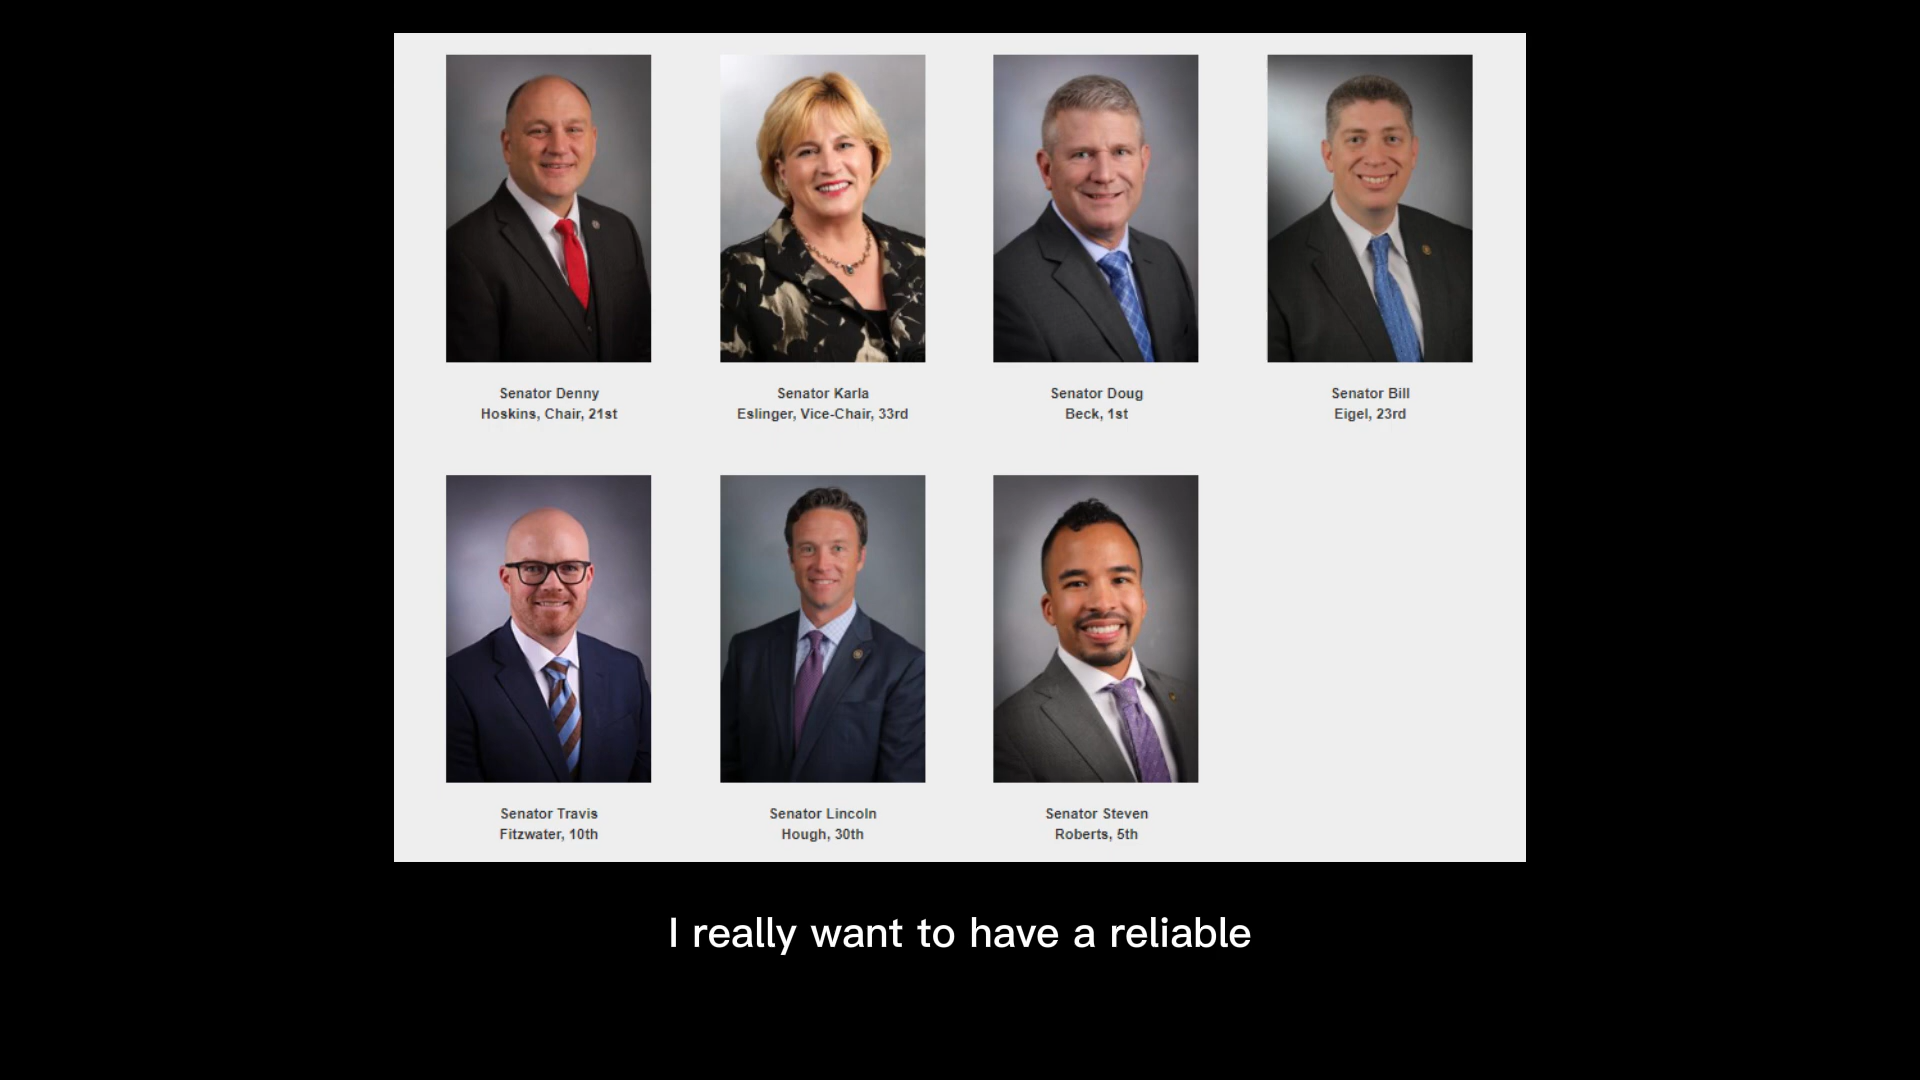 Senator Denny
Hoskins, Chair, 21st
Senator Karla
Eslinger, Vice-Chair, 33rd
Senator Doug
Beck, 1st
Senator Bill
Eigel, 23rd
Senator Travis
Fitzwater, 10th
Senator Lincoln
Hough, 30th
Senator Steven
Roberts, 5th
I really want to have a reliable